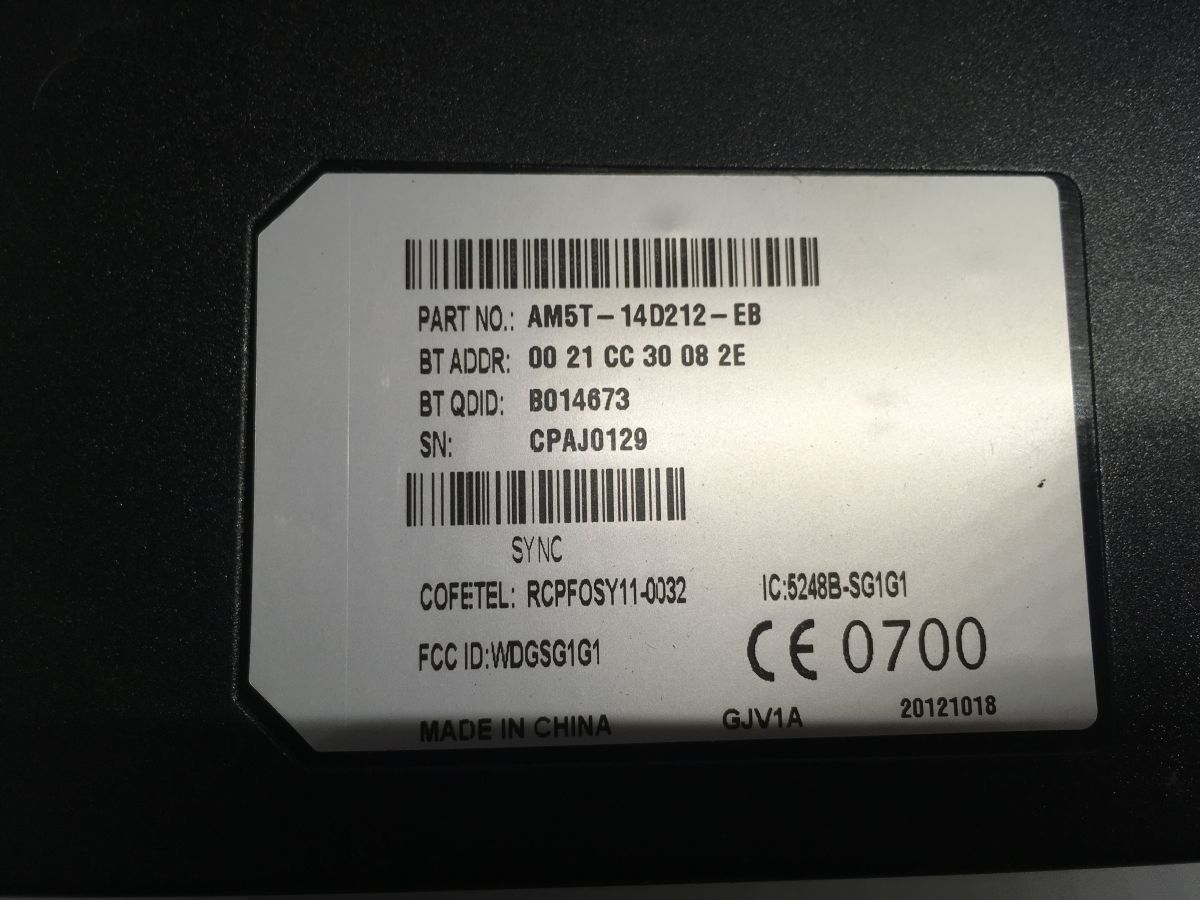 PART NO.: AM5T-14D212-EB
BT ADDR: 00 21 CC 30 08 2E
BT QDID: B014673
SN: CPAJ0129
SYNC
COFETEL: RCPFOSY11-0032 IC:5248B-SG1G1
FCC ID:WDGSG1G1 CE 0700
MADE IN CHINA GJV1A 20121018